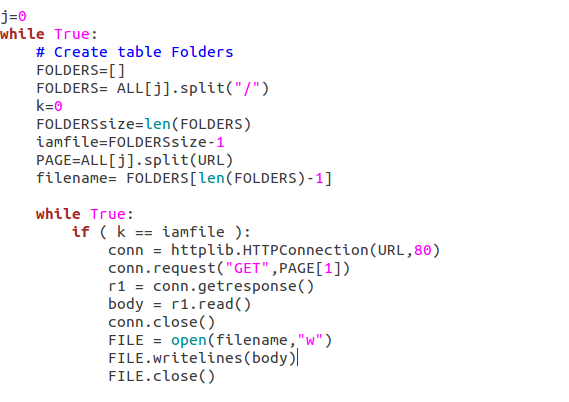 j=0
while True:
    # Create table Folders
    FOLDERS=[]
    FOLDERS= ALL[j].split("/")
    k=0
    FOLDERSsize=len(FOLDERS)
    iamfile=FOLDERSsize-1
    PAGE=ALL[j].split(URL)
    filename= FOLDERS[len(FOLDERS)-1]

    while True:
        if ( k == iamfile ):
            conn = httplib.HTTPConnection(URL,80)
            conn.request("GET",PAGE[1])
            r1 = conn.getresponse()
            body = r1.read()
            conn.close()
            FILE = open(filename,"w")
            FILE.writelines(body)
            FILE.close()